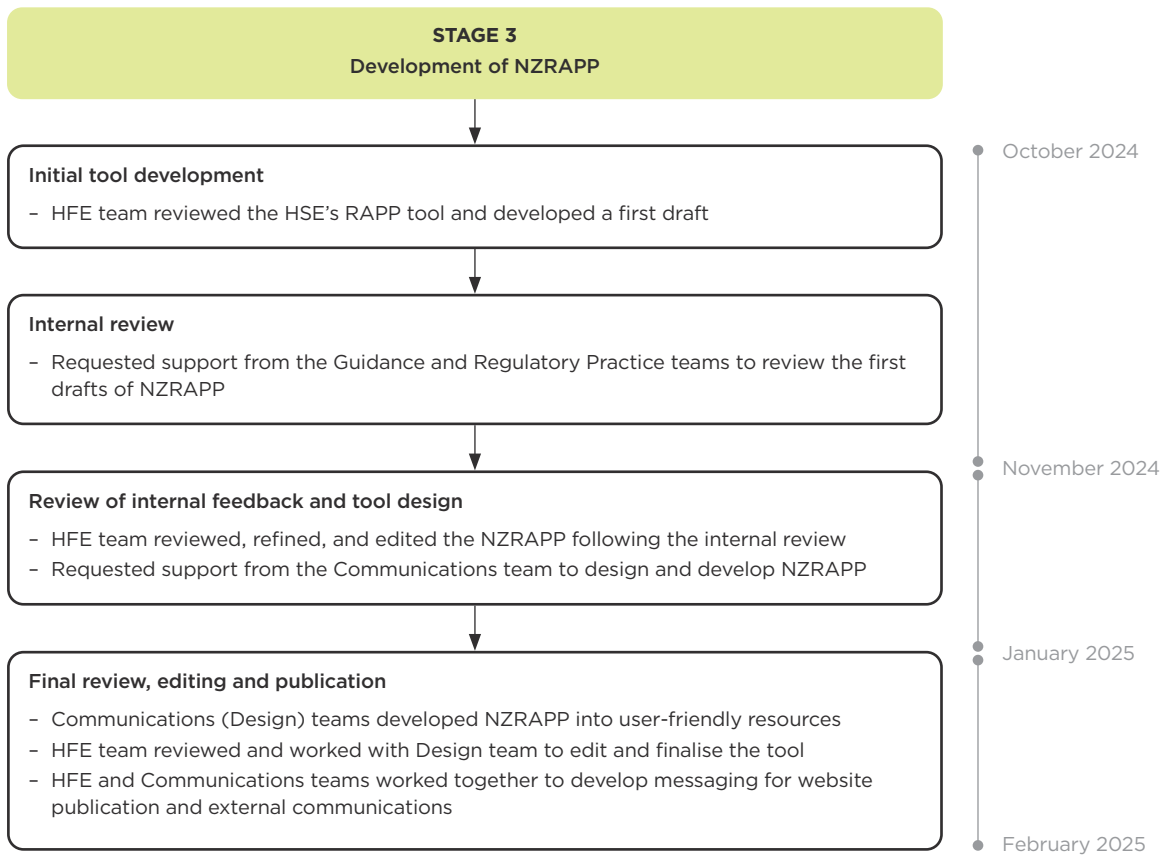 STAGE 3
Development of NZRAPP
Initial tool development
– HFE team reviewed the HSE's RAPP tool and developed a first draft
October 2024
Internal review
– Requested support from the Guidance and Regulatory Practice teams to review the first
drafts of NZRAPP
November 2024
Review of internal feedback and tool design
– HFE team reviewed, refined, and edited the NZRAPP following the internal review
– Requested support from the Communications team to design and develop NZRAPP
January 2025
Final review, editing and publication
– Communications (Design) teams developed NZRAPP into user-friendly resources
– HFE team reviewed and worked with Design team to edit and finalise the tool
– HFE and Communications teams worked together to develop messaging for website
publication and external communications
February 2025